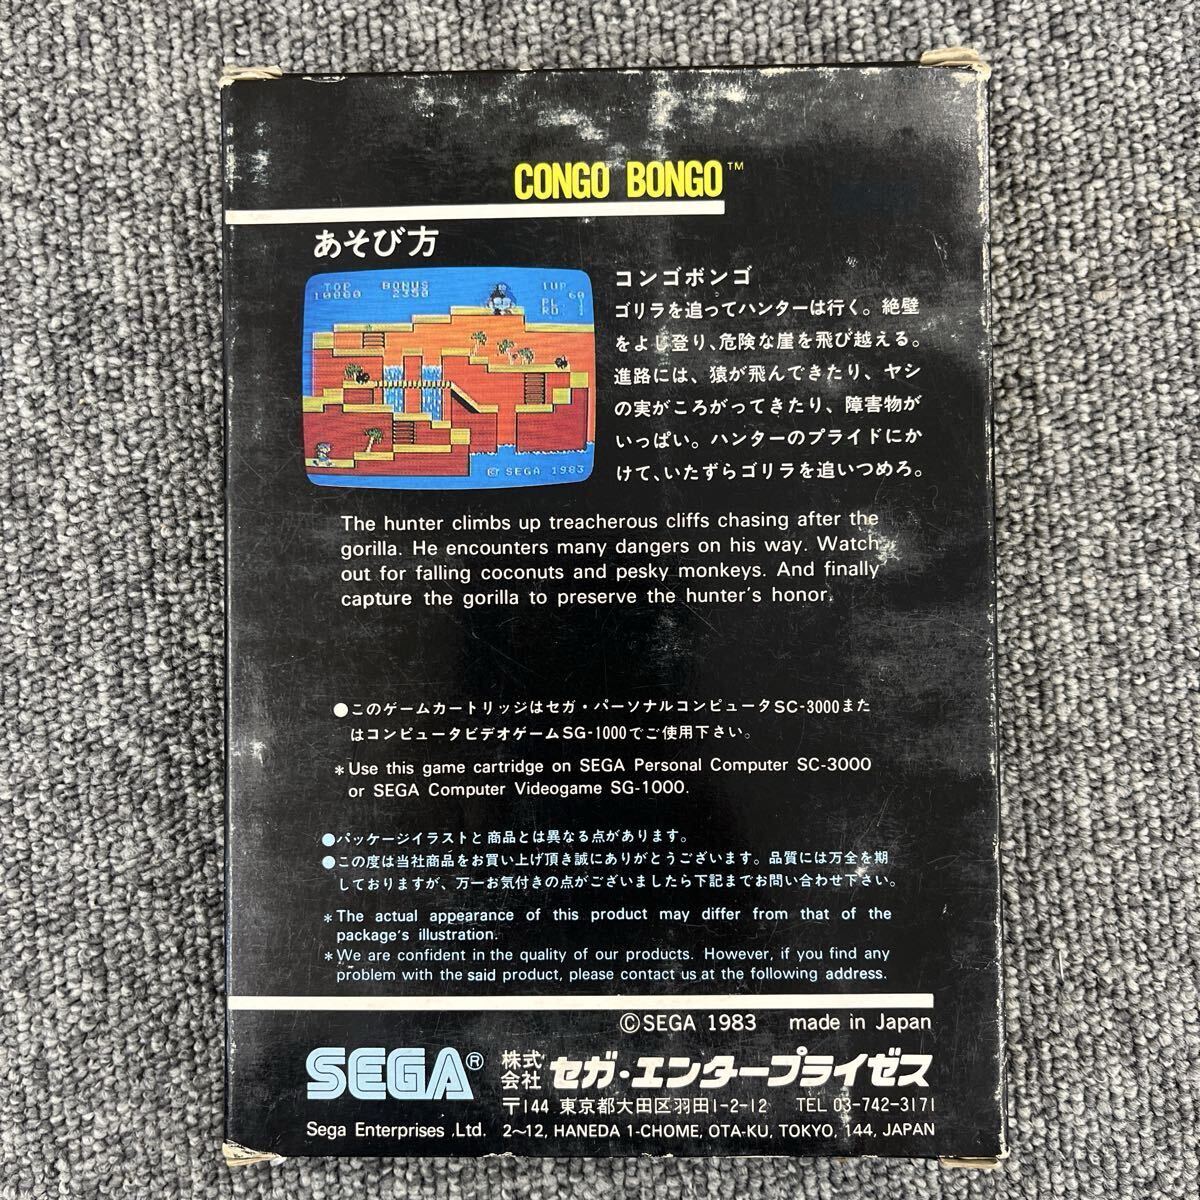 CONGO BONGO™
あそび方
TOP BONUS 1UP
10000 2350 60
PL 1
RD 1
© SEGA 1983
コンゴボンゴ
ゴリラを追ってハンターは行く。絶壁
をよじ登り、危険な崖を飛び越える。
進路には、猿が飛んできたり、ヤシ
の実がころがってきたり、障害物が
いっぱい。ハンターのプライドにか
けて、いたずらゴリラを追いつめろ。
The hunter climbs up treacherous cliffs chasing after the
gorilla. He encounters many dangers on his way. Watch
out for falling coconuts and pesky monkeys. And finally
capture the gorilla to preserve the hunter's honor.
●このゲームカートリッジはセガ・パーソナルコンピュータSC-3000また
はコンピュータビデオゲームSG-1000でご使用下さい。
*Use this game cartridge on SEGA Personal Computer SC-3000
or SEGA Computer Videogame SG-1000.
●パッケージイラストと商品とは異なる点があります。
●この度は当社商品をお買い上げ頂き誠にありがとうございます。品質には万全を期
しておりますが、万一お気付きの点がございましたら下記までお問い合わせ下さい。
*The actual appearance of this product may differ from that of the
package's illustration.
*We are confident in the quality of our products. However, if you find any
problem with the said product, please contact us at the following address.
©SEGA 1983 made in Japan
SEGA® 株式会社 セガ・エンタープライゼス
〒144 東京都大田区羽田1-2-12 TEL 03-742-3171
Sega Enterprises ,Ltd. 2~12, HANEDA 1-CHOME, OTA-KU, TOKYO, 144, JAPAN